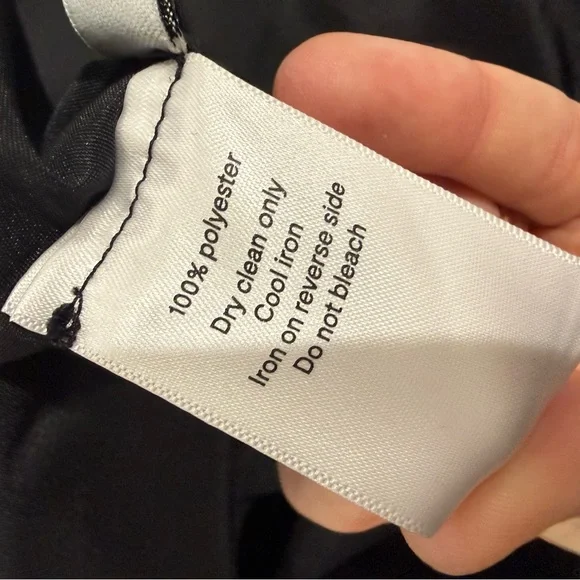 100% polyester
Dry clean only
Cool iron
Iron on reverse side
Do not bleach